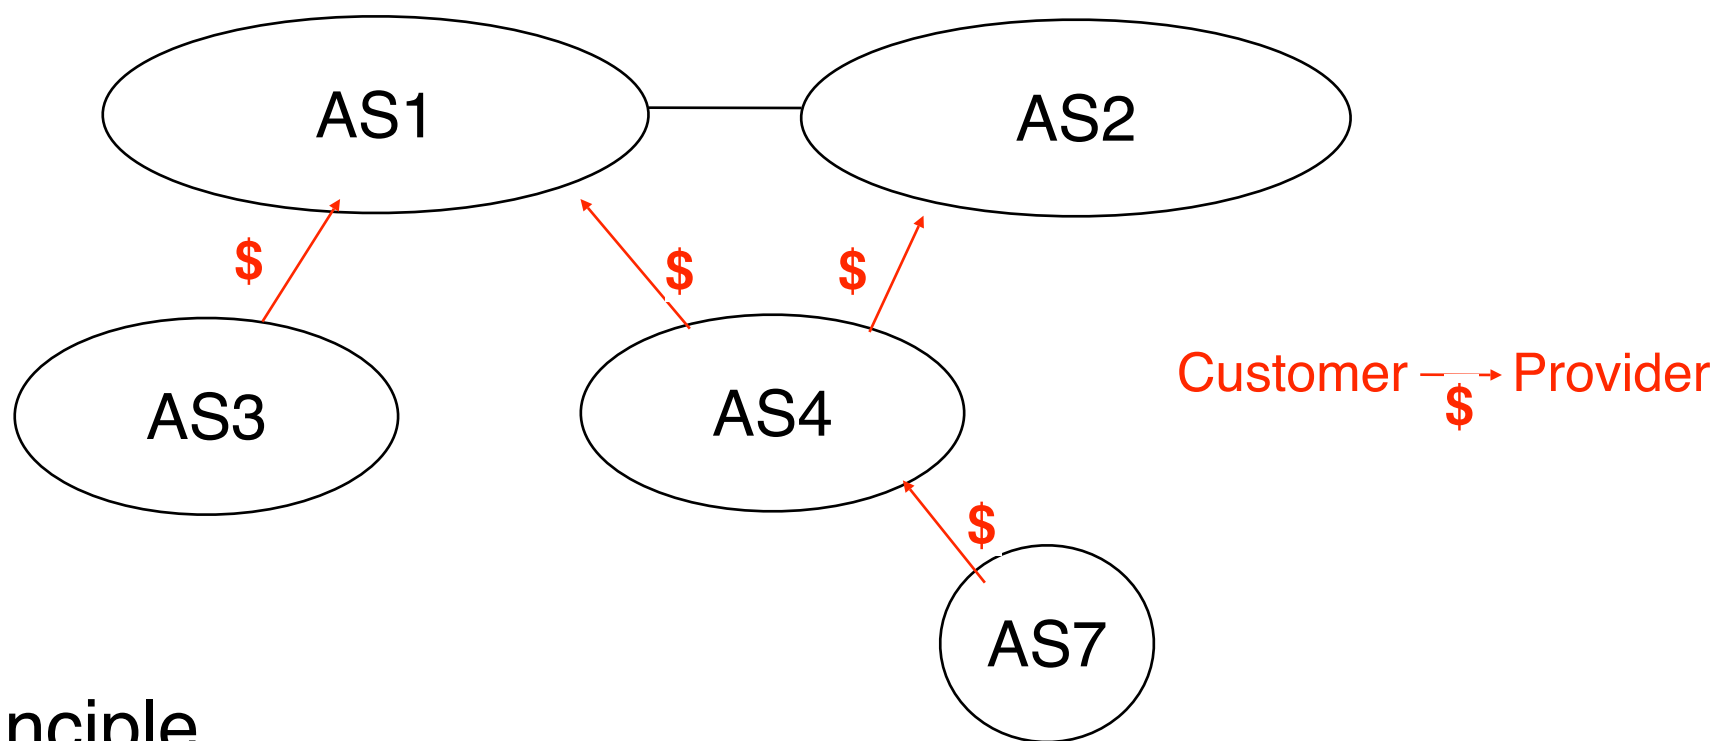 AS1
AS2
$
$
$
Customer $ Provider
AS3
AS4
$
AS7
nciple